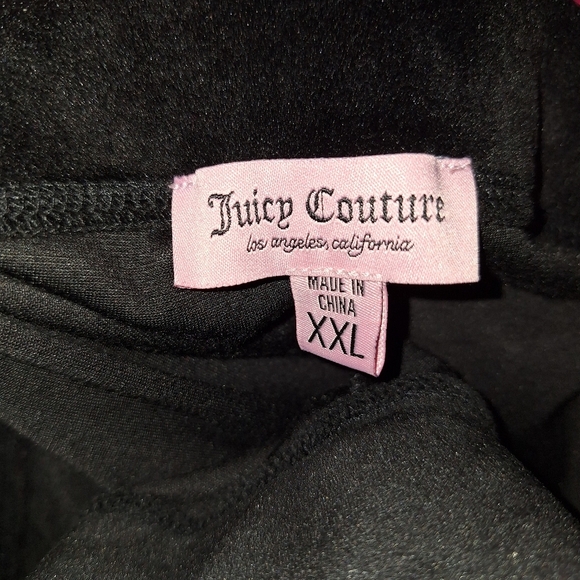 Juicy Couture
los angeles, california
MADE IN
CHINA
XXL